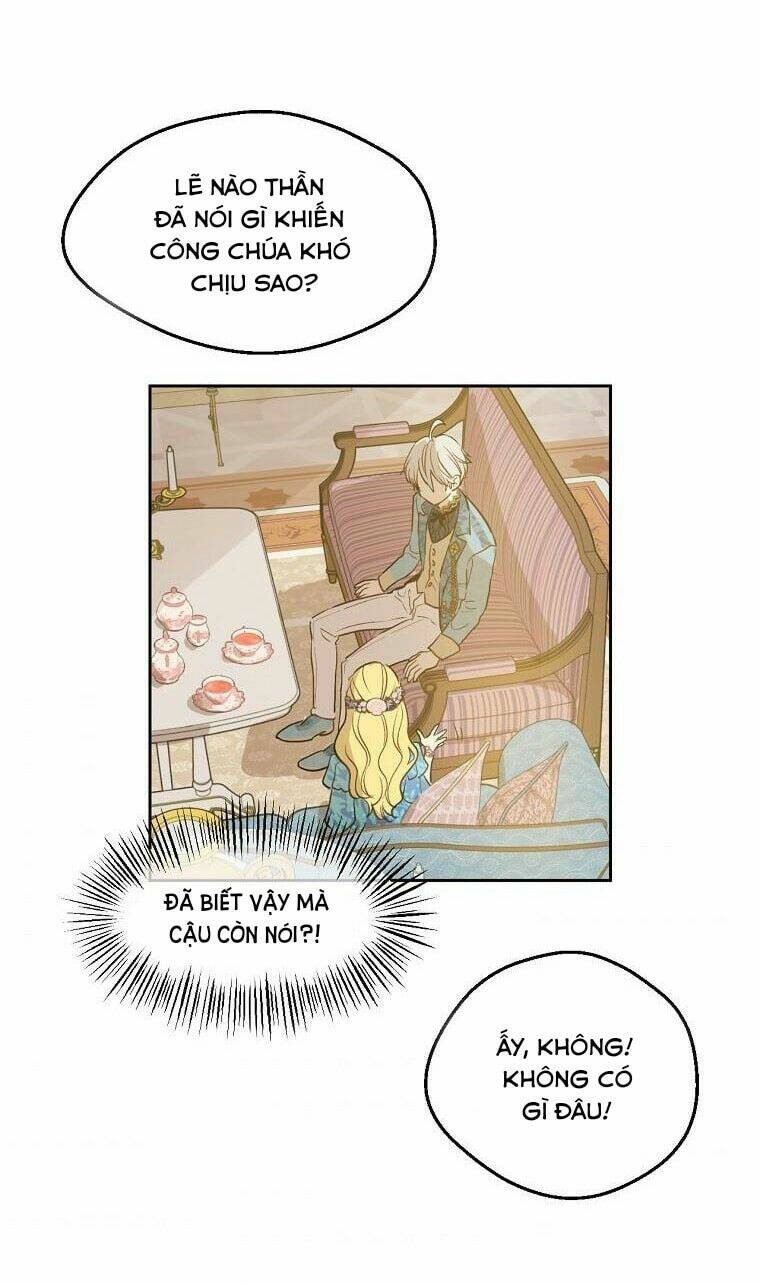 LẼ NÀO THẦN
ĐÃ NÓI GÌ KHIẾN
CÔNG CHÚA KHÓ
CHỊU SAO?
ĐÃ BIẾT VẬY MÀ
CẬU CÒN NÓI?!
ẤY, KHÔNG!
KHÔNG CÓ
GÌ ĐÂU!